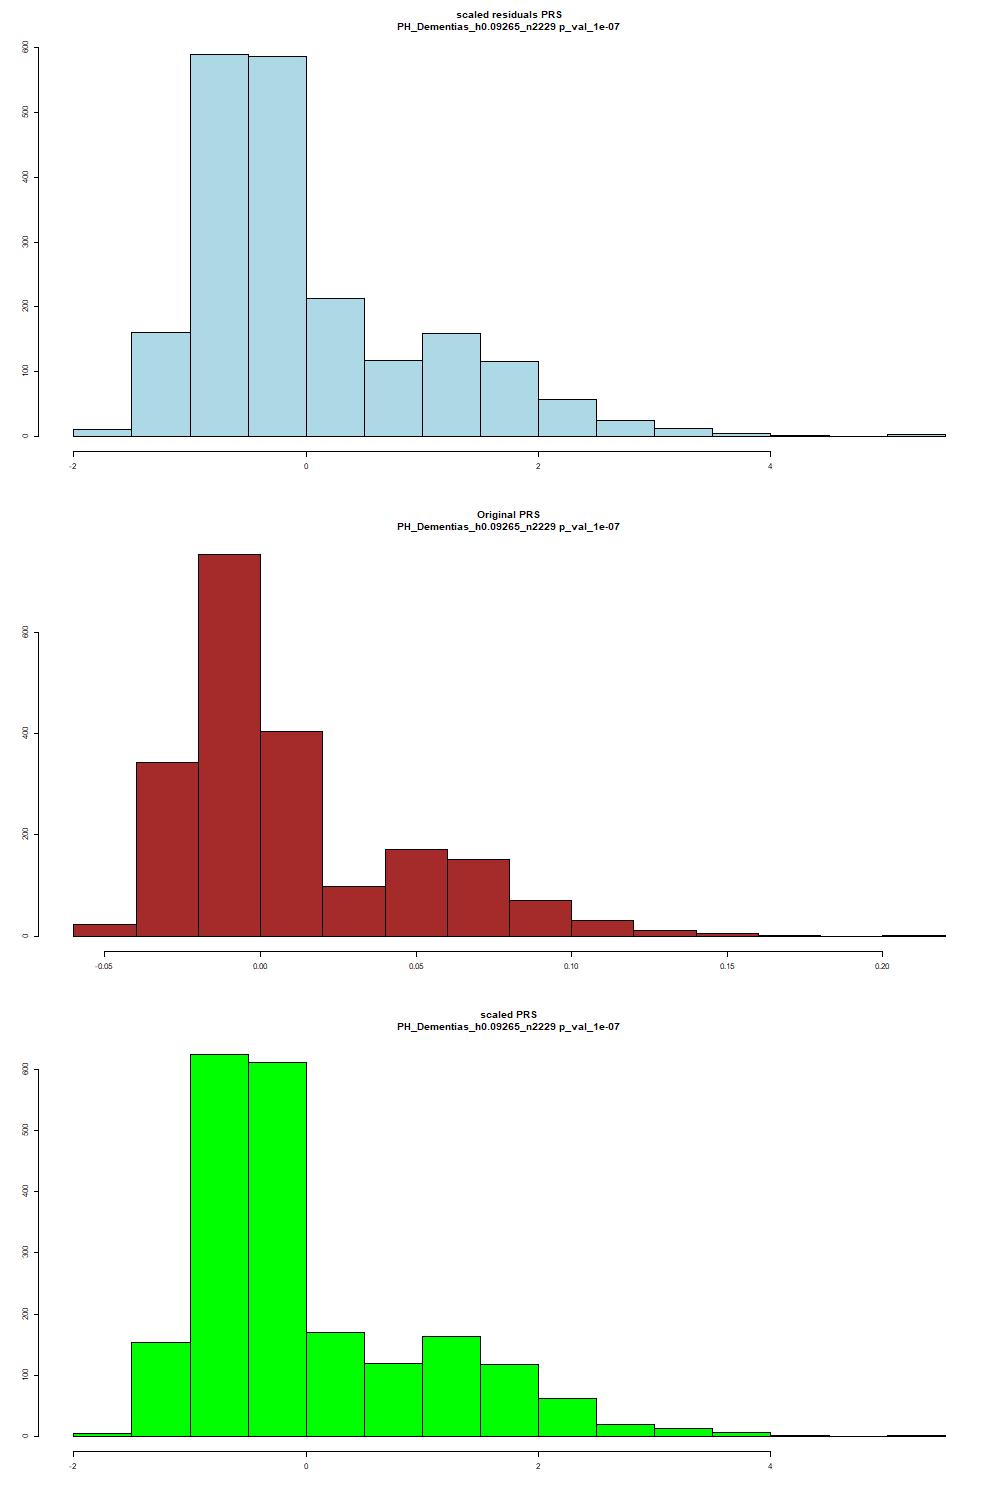 scaled residuals PRS
PH_Dementias_h0.09265_n2229 p_val_1e-07
600
500
400
300
200
100
0
-2 0 2 4
Original PRS
PH_Dementias_h0.09265_n2229 p_val_1e-07
600
400
200
0
-0.05 0.00 0.05 0.10 0.15 0.20
scaled PRS
PH_Dementias_h0.09265_n2229 p_val_1e-07
600
500
400
300
200
100
0
-2 0 2 4